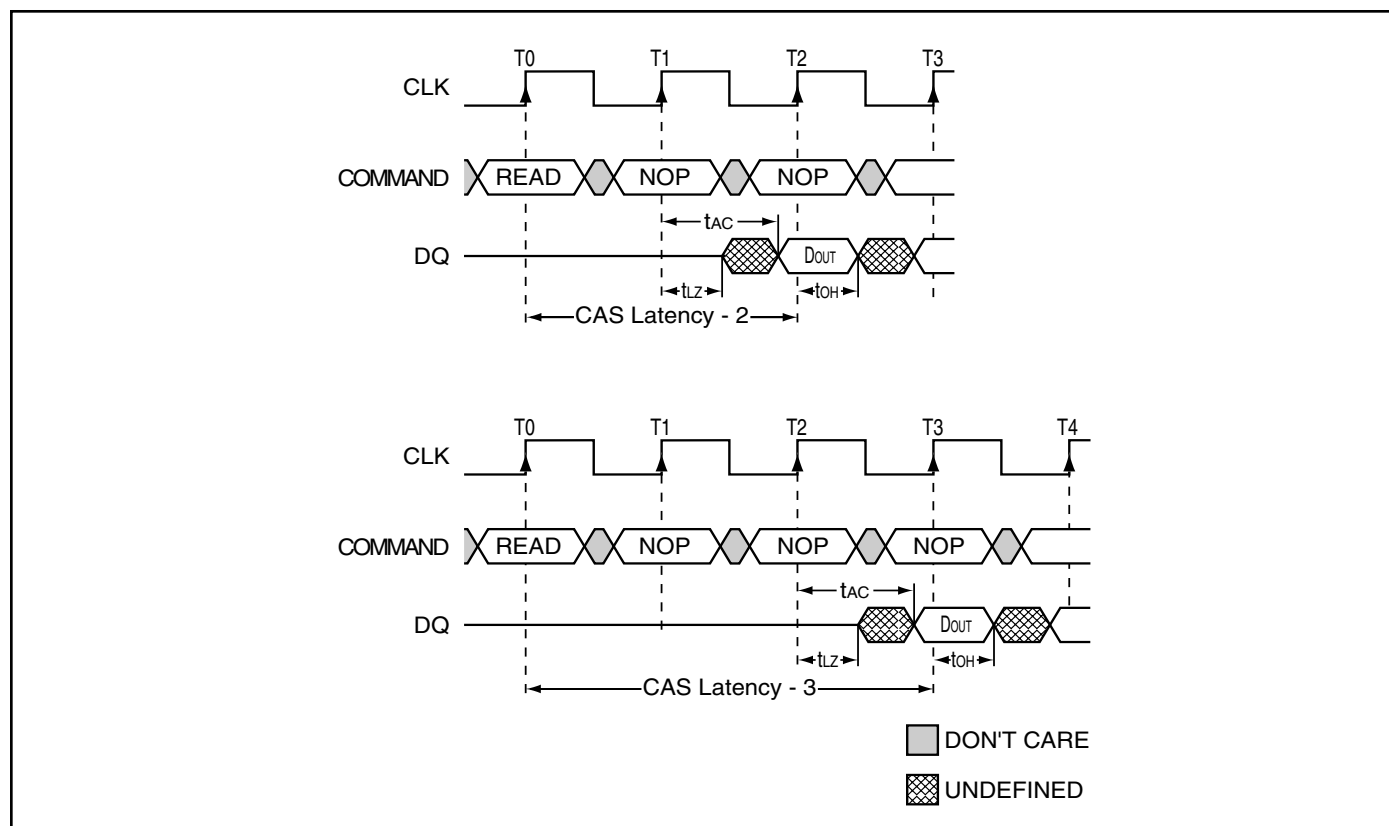 T0 T1 T2 T3
CLK
COMMAND READ NOP NOP
tAC
DQ DOUT
tLZ tOH
CAS Latency - 2
T0 T1 T2 T3 T4
CLK
COMMAND READ NOP NOP NOP
tAC
DQ DOUT
tLZ tOH
CAS Latency - 3
DON'T CARE
UNDEFINED